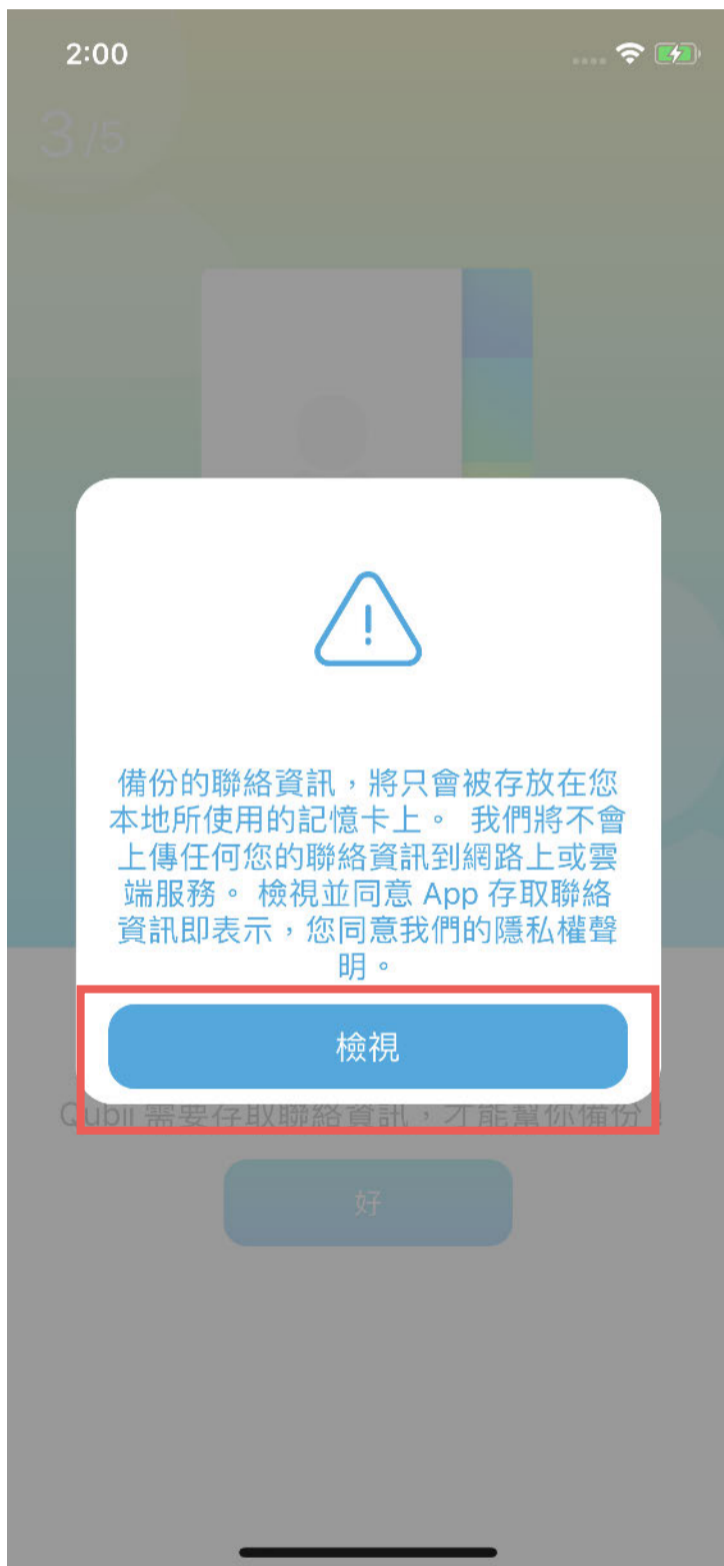 2:00
3/5
備份的聯絡資訊，將只會被存放在您
本地所使用的記憶卡上。 我們將不會
上傳任何您的聯絡資訊到網路上或雲
端服務。 檢視並同意 App 存取聯絡
資訊即表示，您同意我們的隱私權聲
明。
檢視
Qubii 需要存取聯絡資訊，才能幫你備份！
好